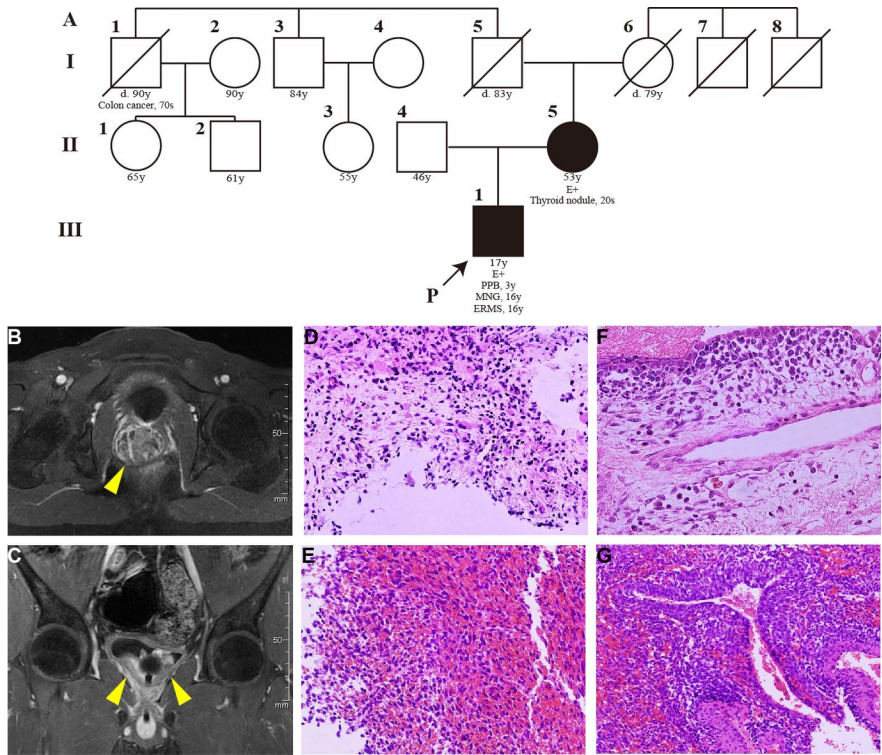 A
1 2 3 4 5 6 7 8
I
d. 90y 90y 84y d. 83y d. 79y
Colon cancer, 70s
1 2 3 4 5
II
65y 61y 55y 46y 53y
E+
Thyroid nodule, 20s
1
III
17y
P E+
PPB, 3y
MNG, 16y
ERMS, 16y
B D F
50
mm
C E G
50
mm